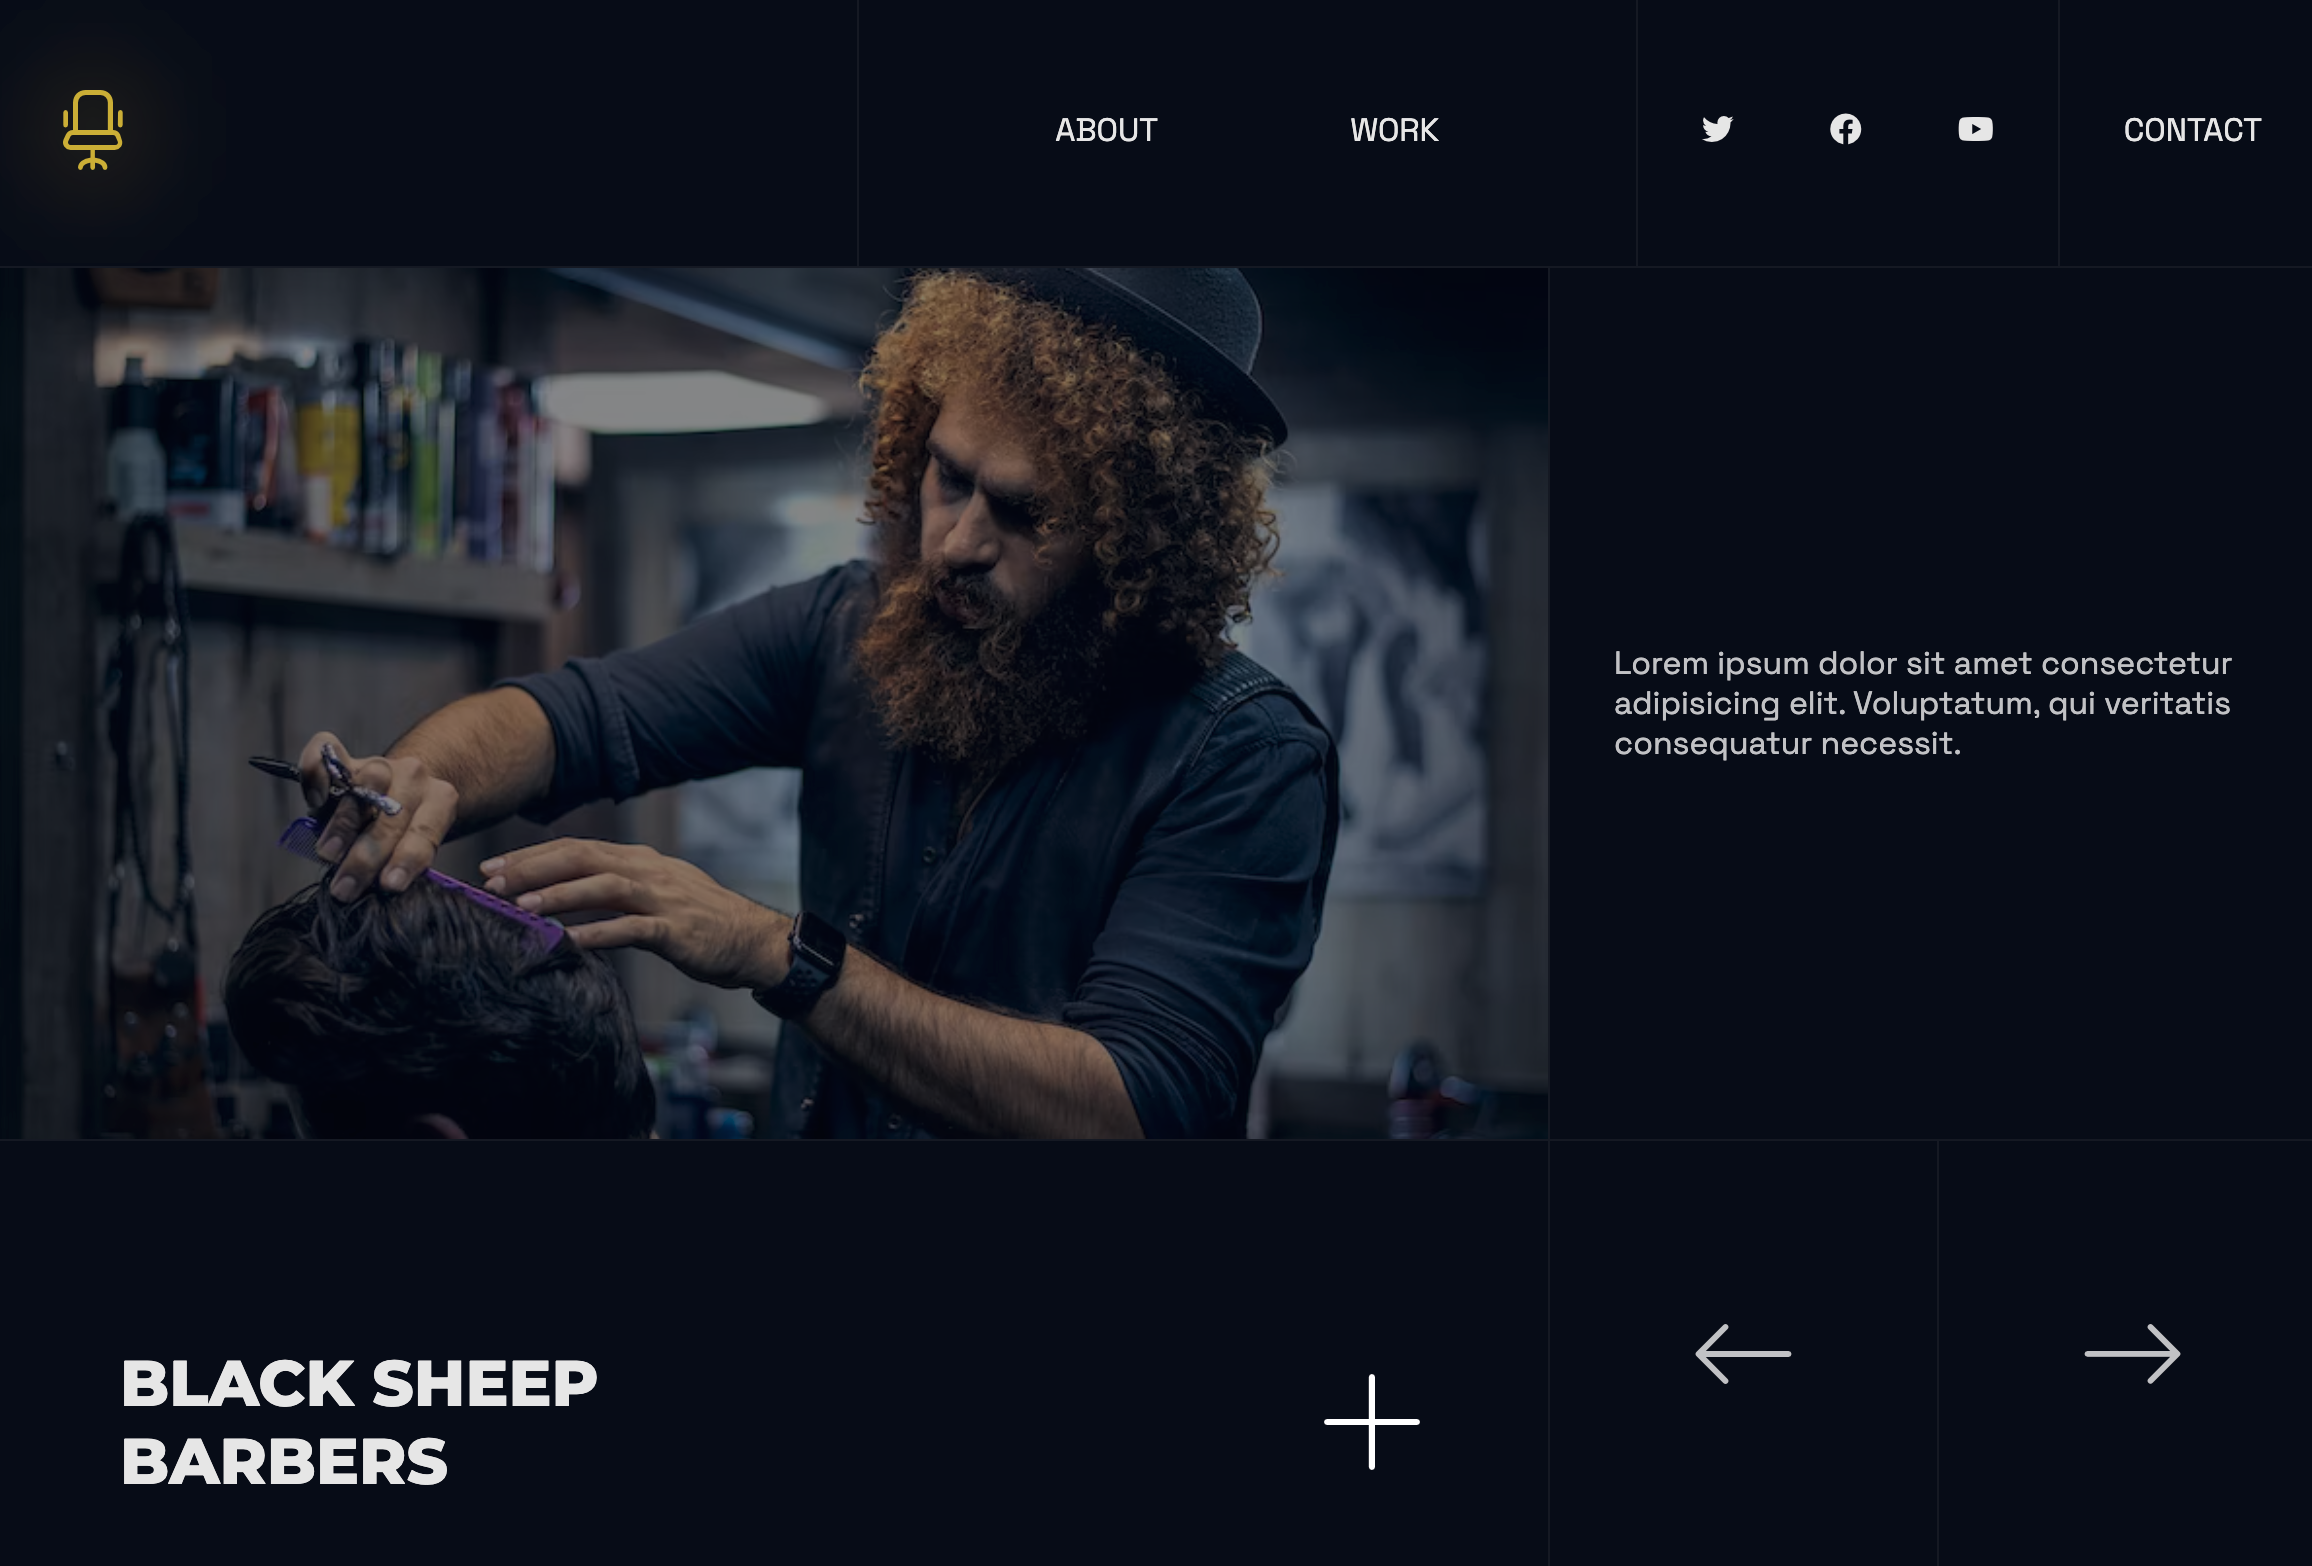 ABOUT
WORK
CONTACT
Lorem ipsum dolor sit amet consectetur
adipisicing elit. Voluptatum, qui veritatis
consequatur necessit.
BLACK SHEEP
BARBERS